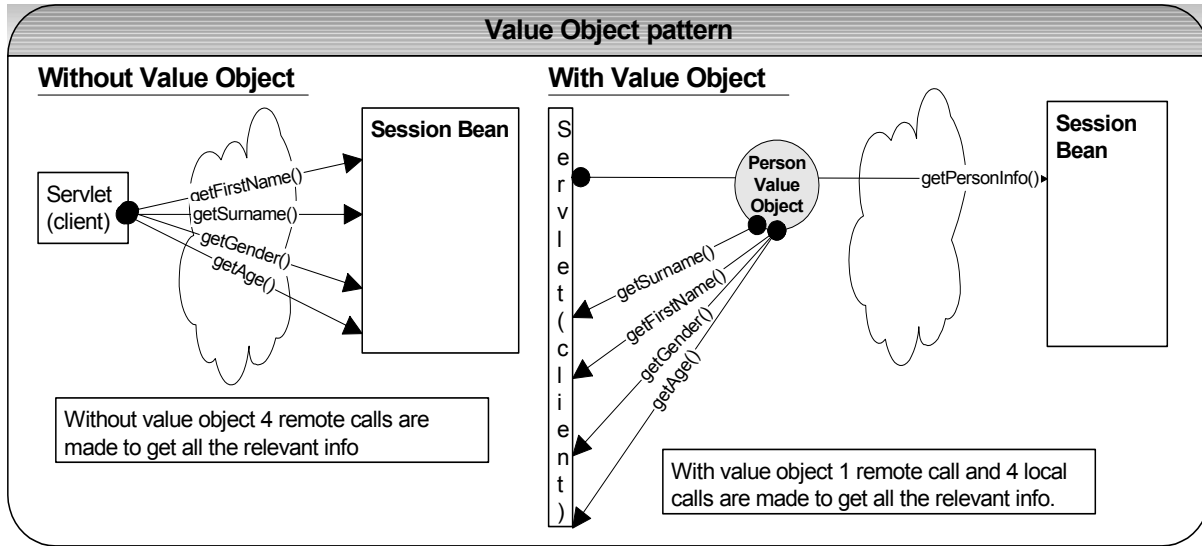 Value Object pattern
Without Value Object
Servlet
(client)
getFirstName()
getSurname()
getGender()
getAge()
Session Bean
Without value object 4 remote calls are
made to get all the relevant info
With Value Object
Servlet(client)
Person
Value
Object
getPersonInfo()
Session
Bean
getSurname()
getFirstName()
getGender()
getAge()
With value object 1 remote call and 4 local
calls are made to get all the relevant info.